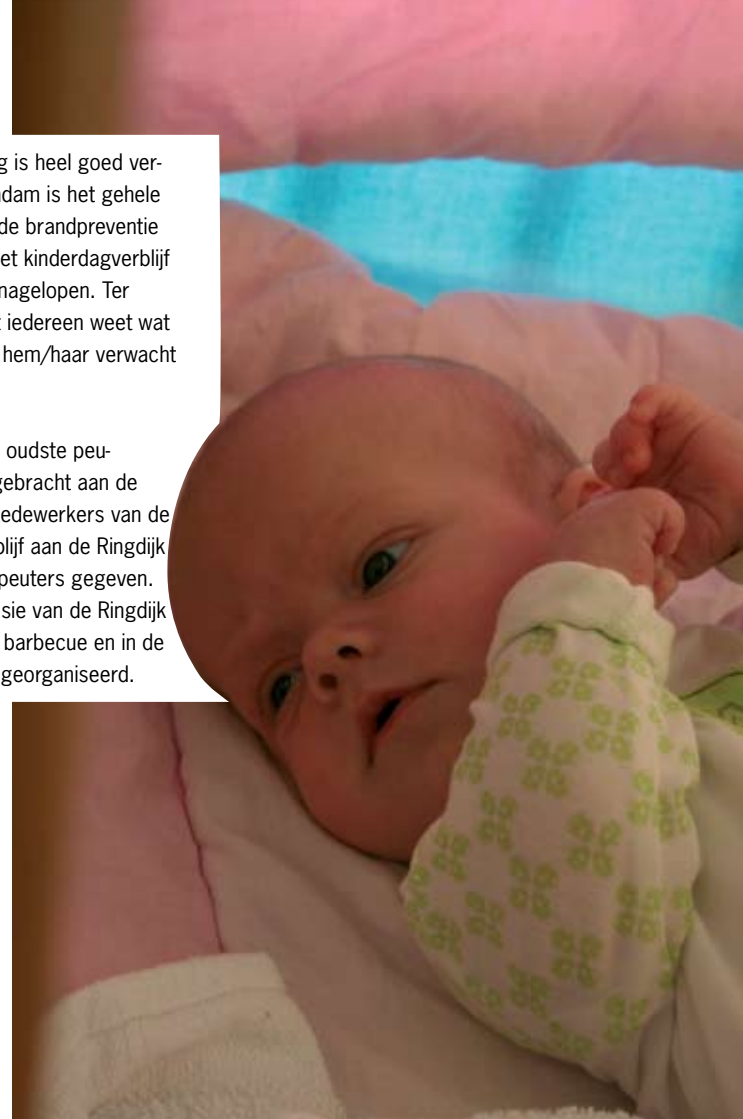 g is heel goed ver-
dam is het gehele
de brandpreventie
et kinderdagverblijf
nagelopen. Ter
t iedereen weet wat
hem/haar verwacht
oudste peu-
gebracht aan de
edewerkers van de
blijf aan de Ringdijk
peuters gegeven.
sie van de Ringdijk
barbecue en in de
georganiseerd.